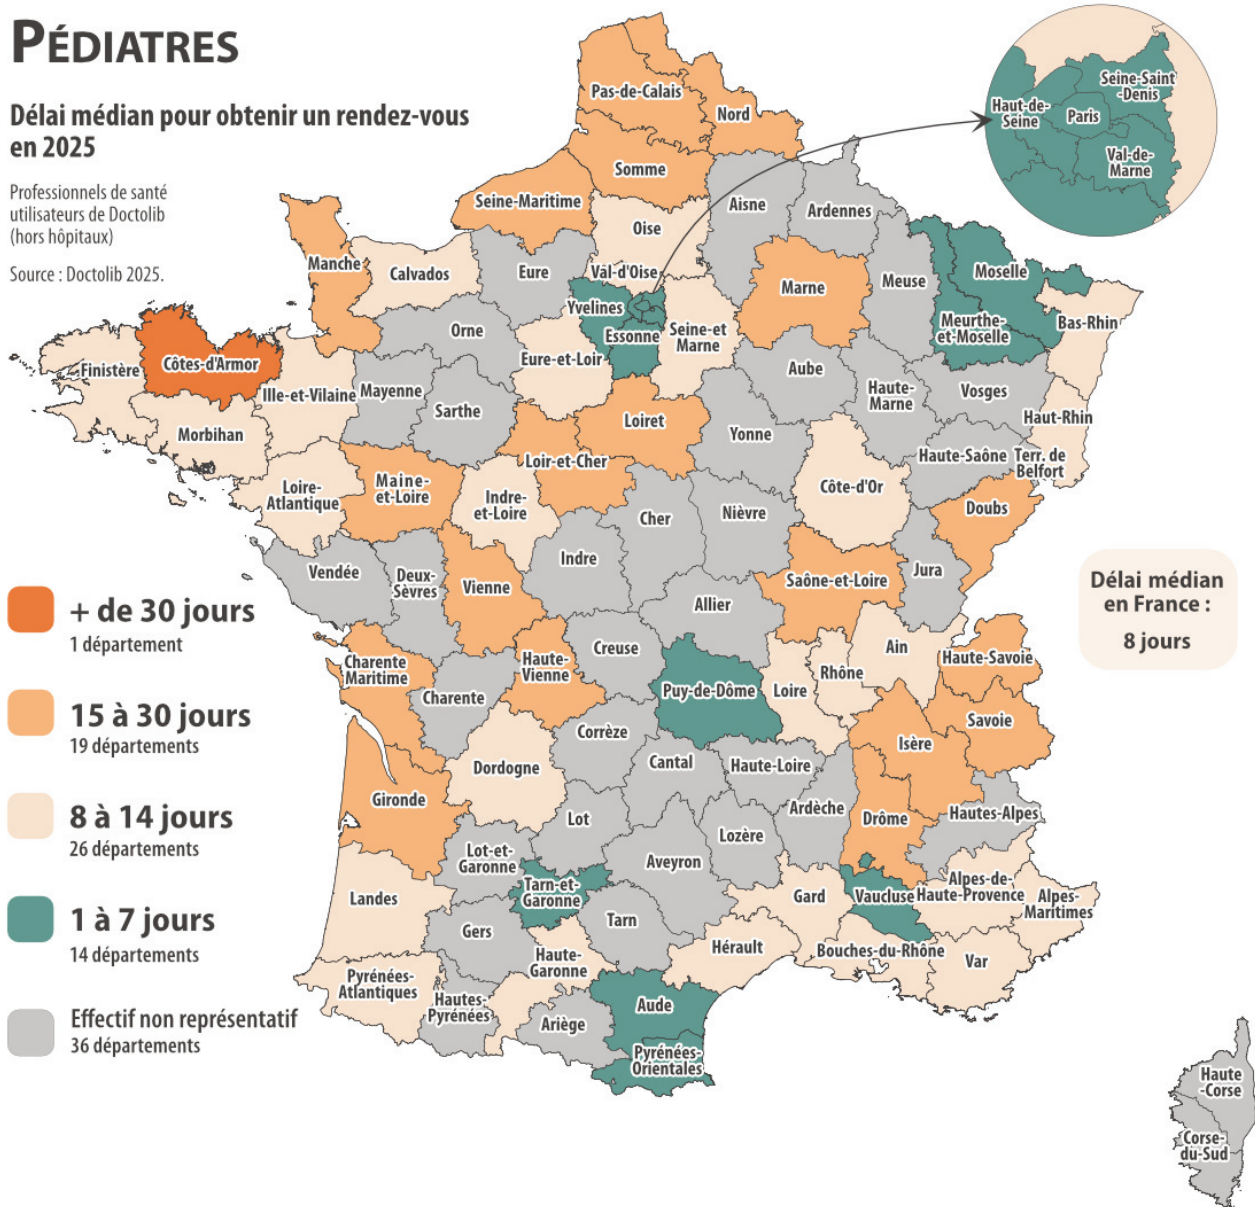 PÉDIATRES
Délai médian pour obtenir un rendez-vous
en 2025
Professionnels de santé
utilisateurs de Doctolib
(hors hôpitaux)
Source : Doctolib 2025.
Haut-de-
Seine
Paris
Seine-Saint
-Denis
Val-de-
Marne
Pas-de-Calais
Nord
Somme
Seine-Maritime
Aisne
Ardennes
Oise
Manche
Calvados
Eure
Val-d'Oise
Marne
Meuse
Moselle
Yvelines
Essonne
Seine-et
Marne
Meurthe-
et-Moselle
Bas-Rhin
Orne
Eure-et-Loir
Aube
Finistère
Côtes-d'Armor
Ille-et-Vilaine
Mayenne
Sarthe
Haute-
Marne
Vosges
Morbihan
Loiret
Yonne
Haut-Rhin
Loir-et-Cher
Haute-Saône
Terr. de
Belfort
Loire-
Atlantique
Maine-
et-Loire
Indre-
et-Loire
Côte-d'Or
Doubs
Cher
Nièvre
Vendée
Deux-
Sèvres
Vienne
Indre
Saône-et-Loire
Jura
Allier
Charente
Maritime
Charente
Haute-
Vienne
Creuse
Puy-de-Dôme
Loire
Rhône
Ain
Haute-Savoie
Savoie
Isère
Corrèze
Dordogne
Cantal
Haute-Loire
Gironde
Lot
Ardèche
Drôme
Hautes-Alpes
Lozère
Lot-et-
Garonne
Aveyron
Landes
Tarn-et-
Garonne
Gard
Vaucluse
Alpes-de-
Haute-Provence
Alpes-
Maritimes
Gers
Tarn
Hérault
Bouches-du-Rhône
Var
Haute-
Garonne
Pyrénées-
Atlantiques
Hautes-
Pyrénées
Ariège
Aude
Pyrénées-
Orientales
Haute
-Corse
Corse-
du-Sud
+ de 30 jours
1 département
15 à 30 jours
19 départements
8 à 14 jours
26 départements
1 à 7 jours
14 départements
Effectif non représentatif
36 départements
Délai médian
en France :
8 jours